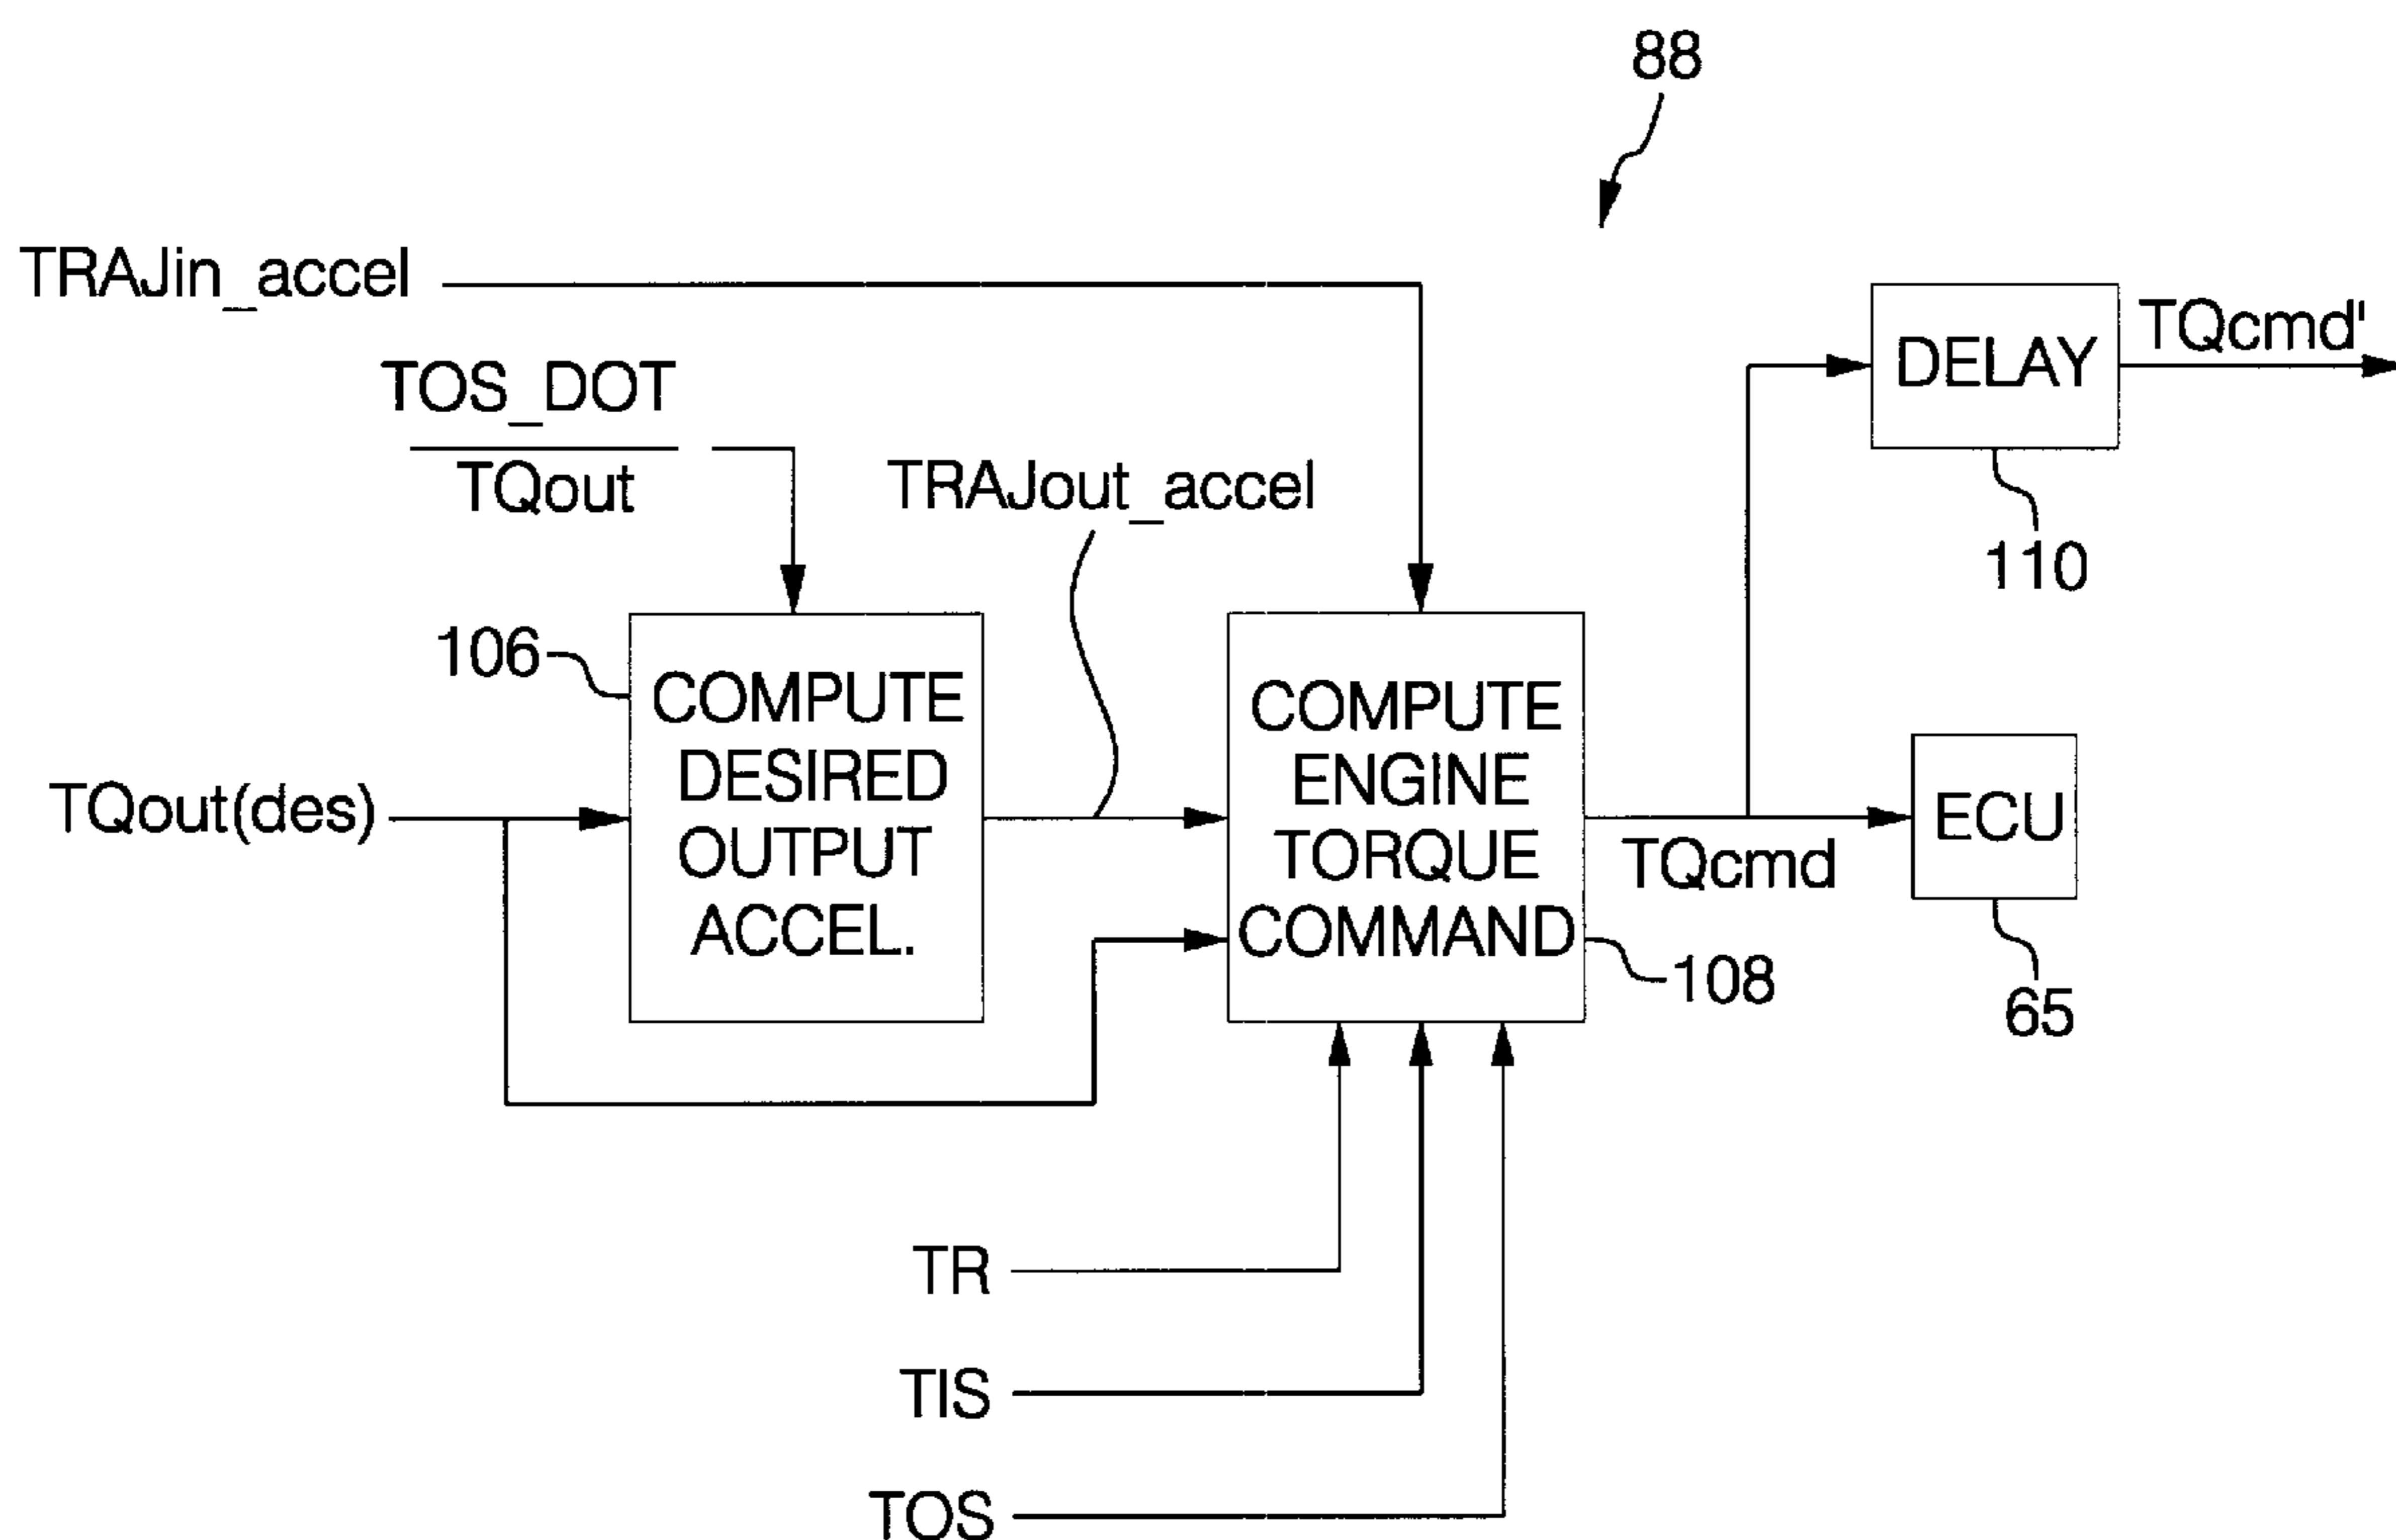 88
TRAJin_accel
TOS_DOT
TQout
TRAJout_accel
DELAY
TQcmd'
110
106
COMPUTE
DESIRED
OUTPUT
ACCEL.
COMPUTE
ENGINE
TORQUE
COMMAND
TQout(des)
ECU
TQcmd
108
65
TR
TIS
TOS